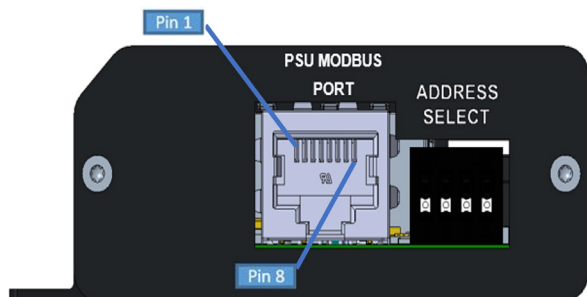 Pin 1
PSU MODBUS
PORT
ADDRESS
SELECT
Pin 8